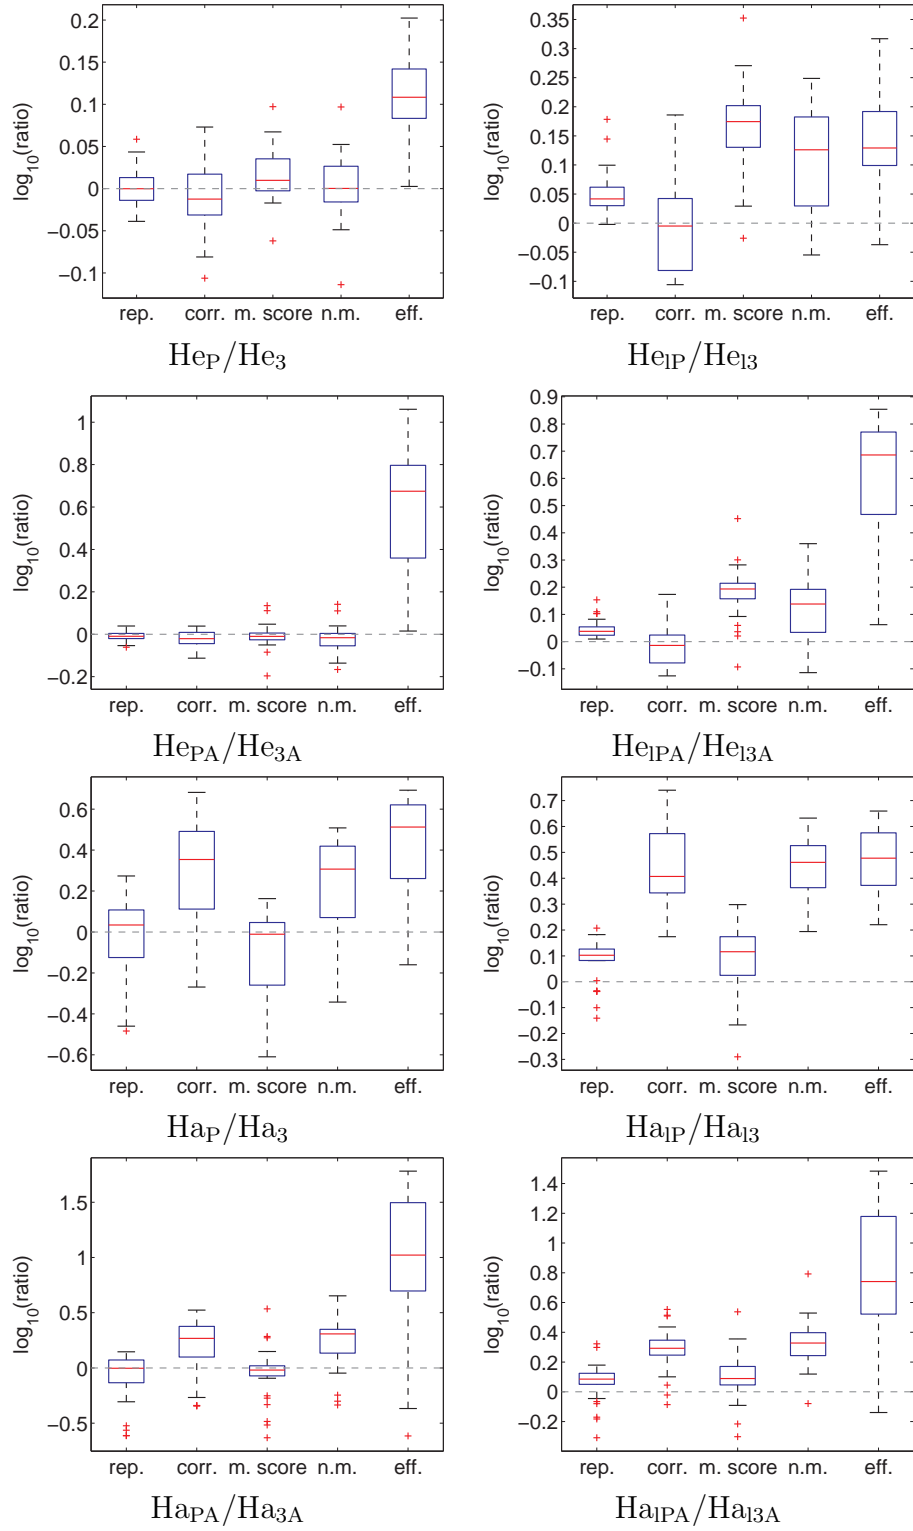 0.2
0.15
0.1
0.05
0
−0.05
−0.1
log10(ratio)
rep. corr. m. score n.m. eff.
HeP/He3
0.35
0.3
0.25
0.2
0.15
0.1
0.05
0
−0.05
−0.1
log10(ratio)
rep. corr. m. score n.m. eff.
HelP/Hel3
1
0.8
0.6
0.4
0.2
0
−0.2
log10(ratio)
rep. corr. m. score n.m. eff.
HePA/He3A
0.9
0.8
0.7
0.6
0.5
0.4
0.3
0.2
0.1
0
−0.1
log10(ratio)
rep. corr. m. score n.m. eff.
HelPA/Hel3A
0.6
0.4
0.2
0
−0.2
−0.4
−0.6
log10(ratio)
rep. corr. m. score n.m. eff.
HaP/Ha3
0.7
0.6
0.5
0.4
0.3
0.2
0.1
0
−0.1
−0.2
−0.3
log10(ratio)
rep. corr. m. score n.m. eff.
HalP/Hal3
1.5
1
0.5
0
−0.5
log10(ratio)
rep. corr. m. score n.m. eff.
HaPA/Ha3A
1.4
1.2
1
0.8
0.6
0.4
0.2
0
−0.2
log10(ratio)
rep. corr. m. score n.m. eff.
HalPA/Hal3A